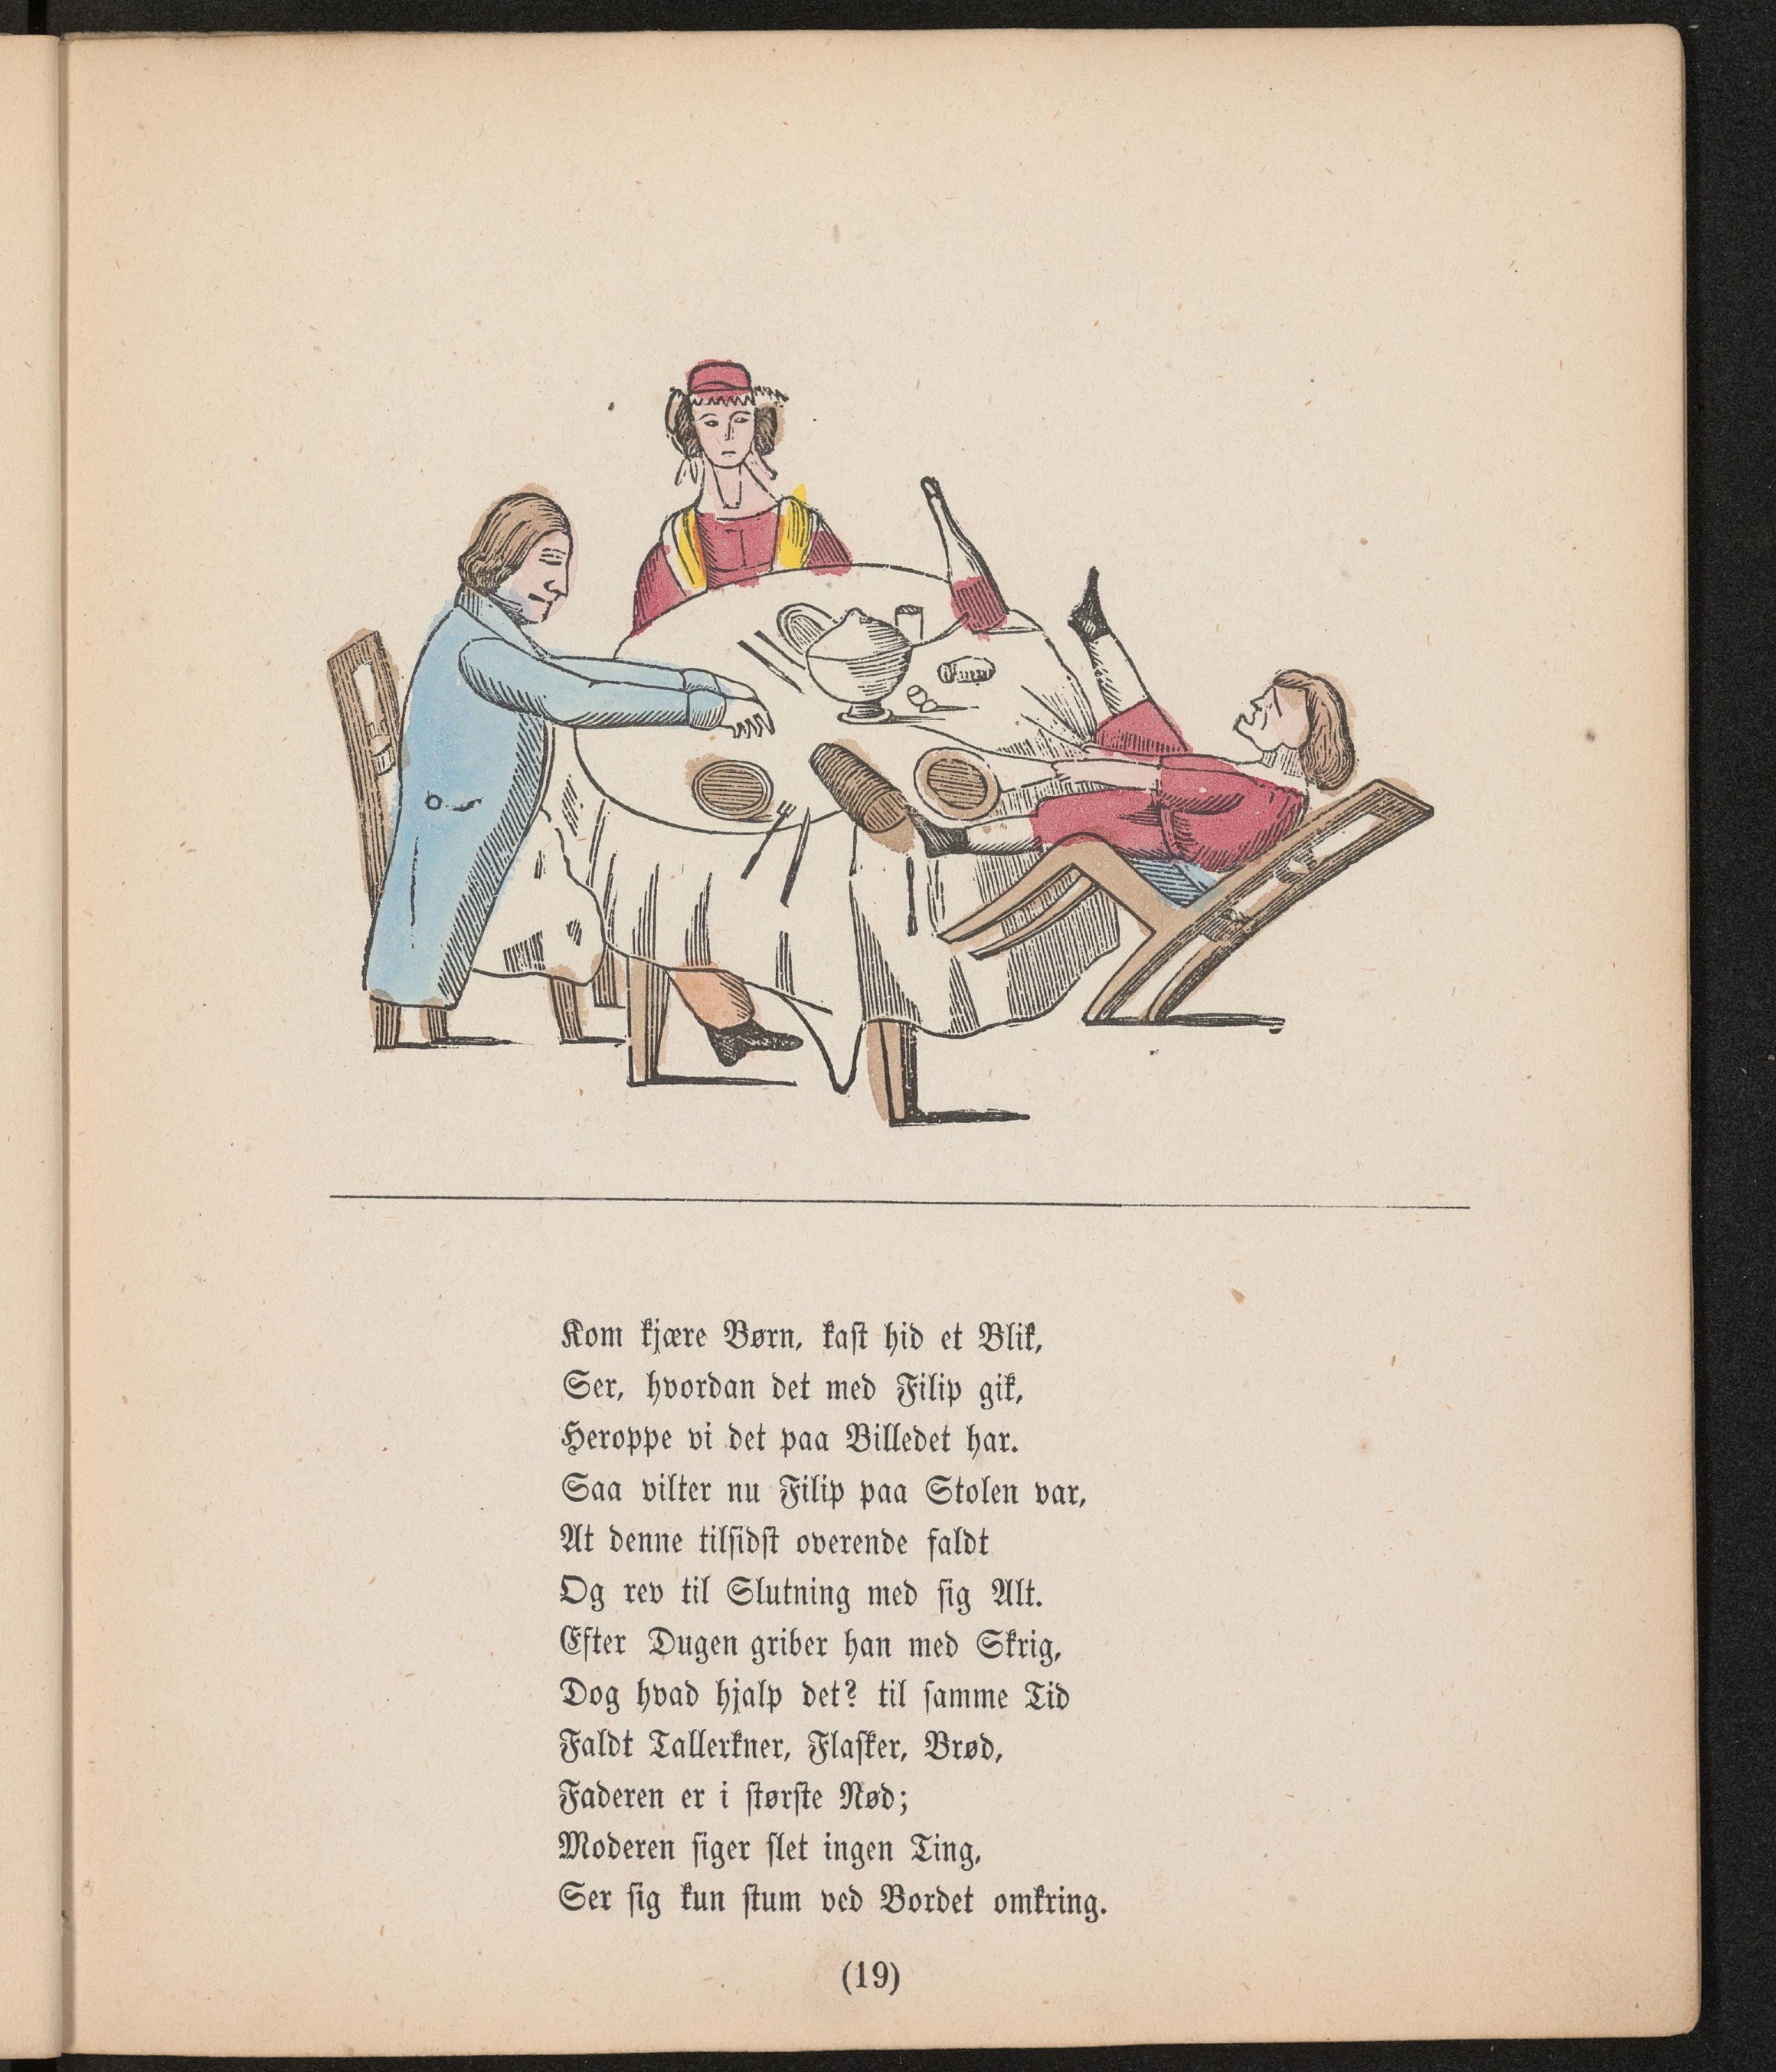 Kom kjære Børn, kast hid et Blik,
Ser, hvordan det med Filip gik,
Heroppe vi det paa Billedet har.
Saa vilter nu Filip paa Stolen var,
At denne tilsidst overende faldt
Og rev til Slutning med sig Alt.
Efter Dugen griber han med Skrig,
Dog hvad hjalp det? til samme Tid
Faldt Tallerkner, Flasker, Brød,
Faderen er i største Nød;
Moderen siger slet ingen Ting,
Ser sig kun stum ved Bordet omkring.
(19)